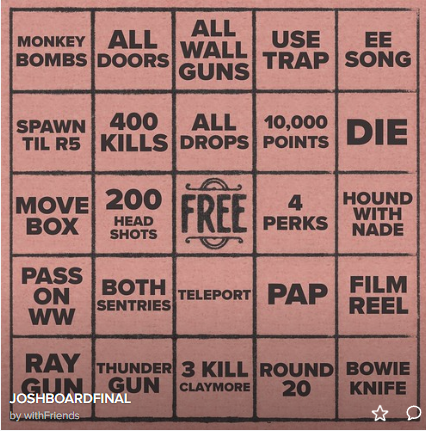 MONKEY
BOMBS
ALL
DOORS
ALL
WALL
GUNS
USE
TRAP
EE
SONG
SPAWN
TIL R5
400
KILLS
ALL
DROPS
10,000
POINTS
DIE
MOVE
BOX
200
HEAD
SHOTS
FREE
4
PERKS
HOUND
WITH
NADE
PASS
ON
WW
BOTH
SENTRIES
TELEPORT
PAP
FILM
REEL
RAY
GUN
THUNDER
GUN
3 KILL
CLAYMORE
ROUND
20
BOWIE
KNIFE
JOSHBOARDFINAL
by withFriends